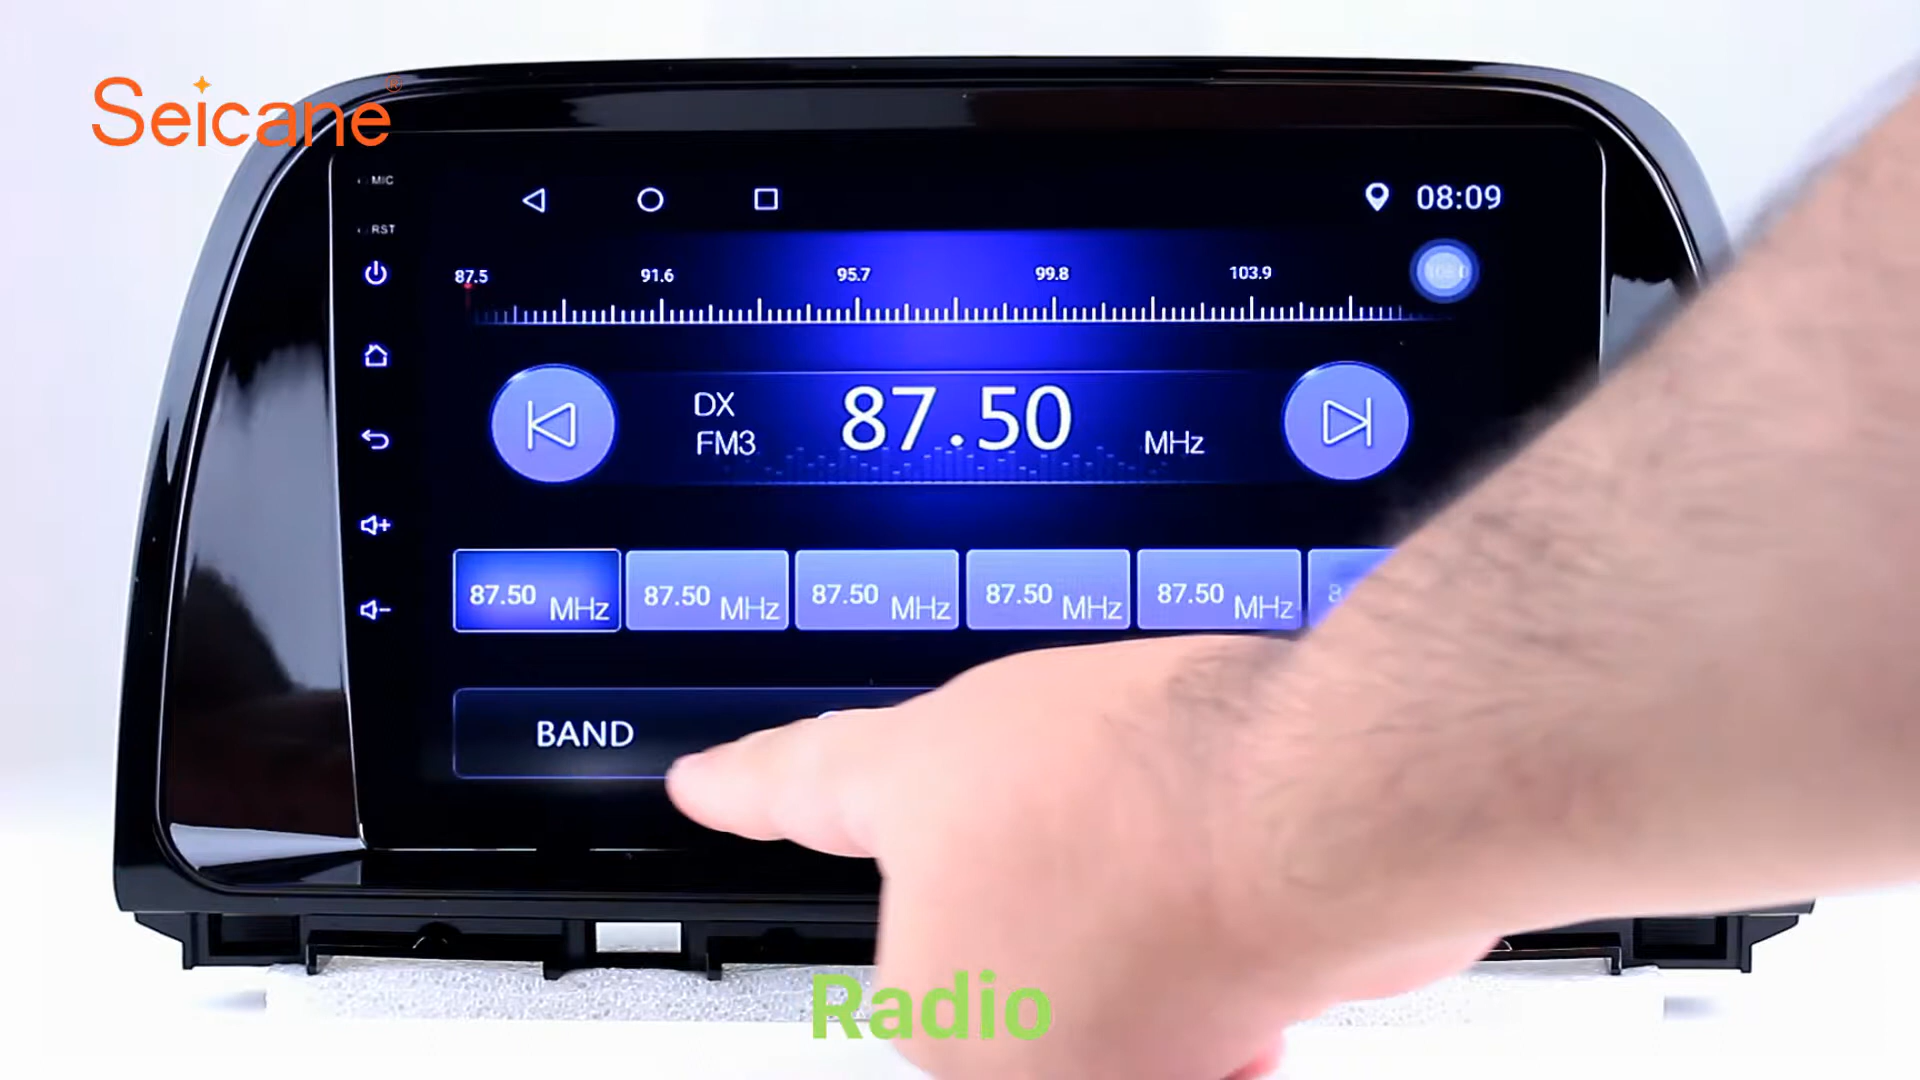 Seicane®
MIC
RST
08:09
87.5 91.6 95.7 99.8 103.9
DX
FM3
87.50
MHz
87.50 MHz 87.50 MHz 87.50 MHz 87.50 MHz 87.50 MHz
BAND
Radio